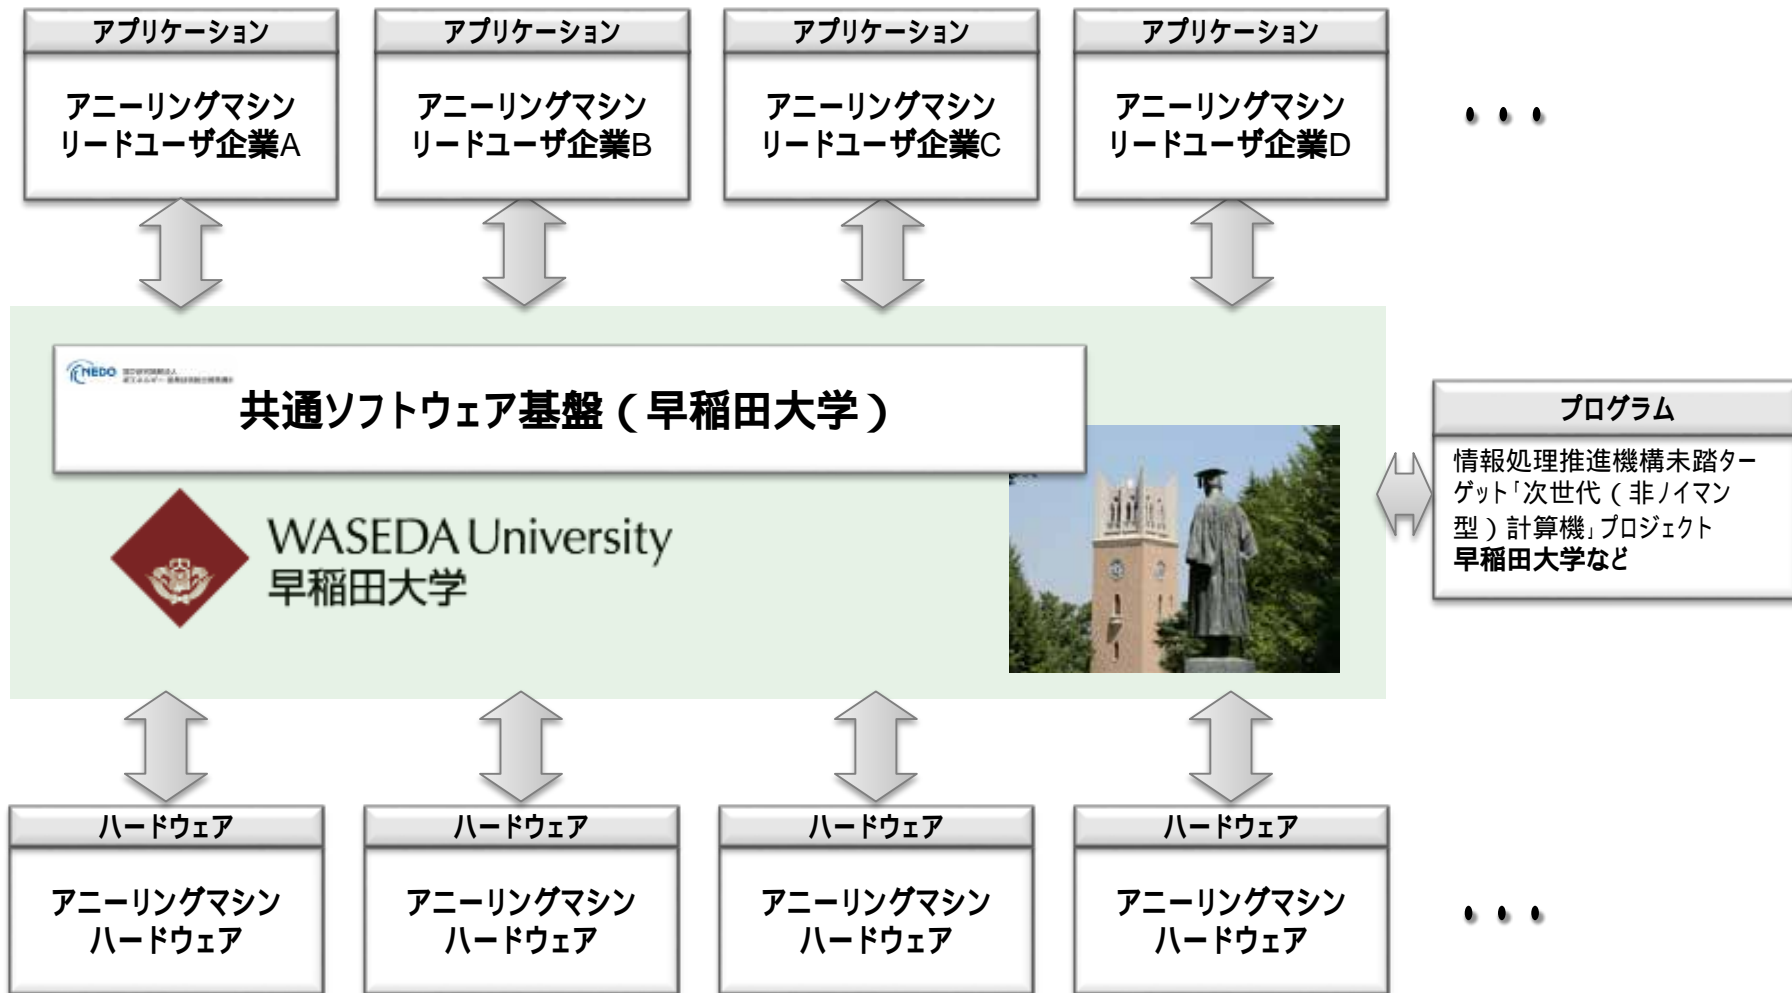 アプリケーション
アニーリングマシン
リードユーザ企業A
アプリケーション
アニーリングマシン
リードユーザ企業B
アプリケーション
アニーリングマシン
リードユーザ企業C
アプリケーション
アニーリングマシン
リードユーザ企業D
・・・
NEDO
共通ソフトウェア基盤（早稲田大学）
WASEDA University
早稲田大学
プログラム
情報処理推進機構未踏ター
ゲット「次世代（非ノイマン
型）計算機」プロジェクト
早稲田大学など
ハードウェア
アニーリングマシン
ハードウェア
ハードウェア
アニーリングマシン
ハードウェア
ハードウェア
アニーリングマシン
ハードウェア
ハードウェア
アニーリングマシン
ハードウェア
・・・